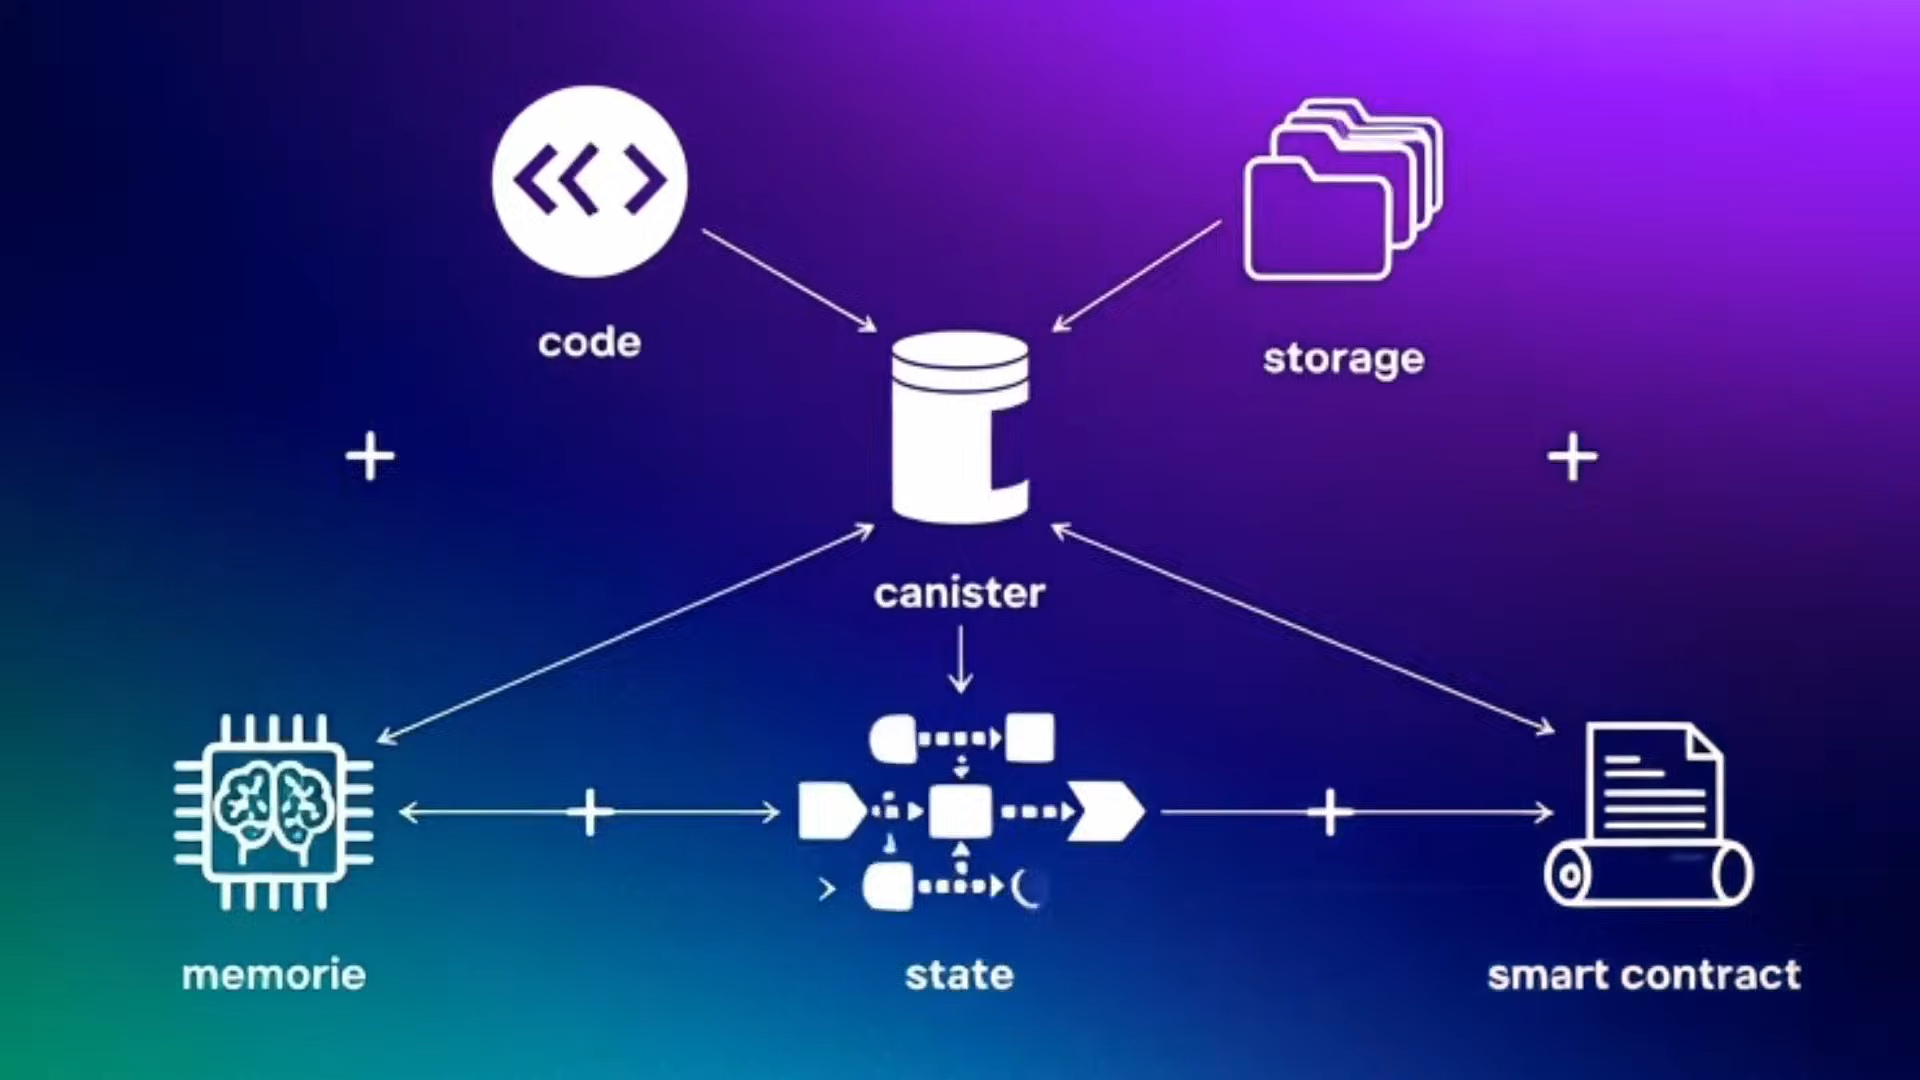 code
storage
canister
memorie
state
smart contract